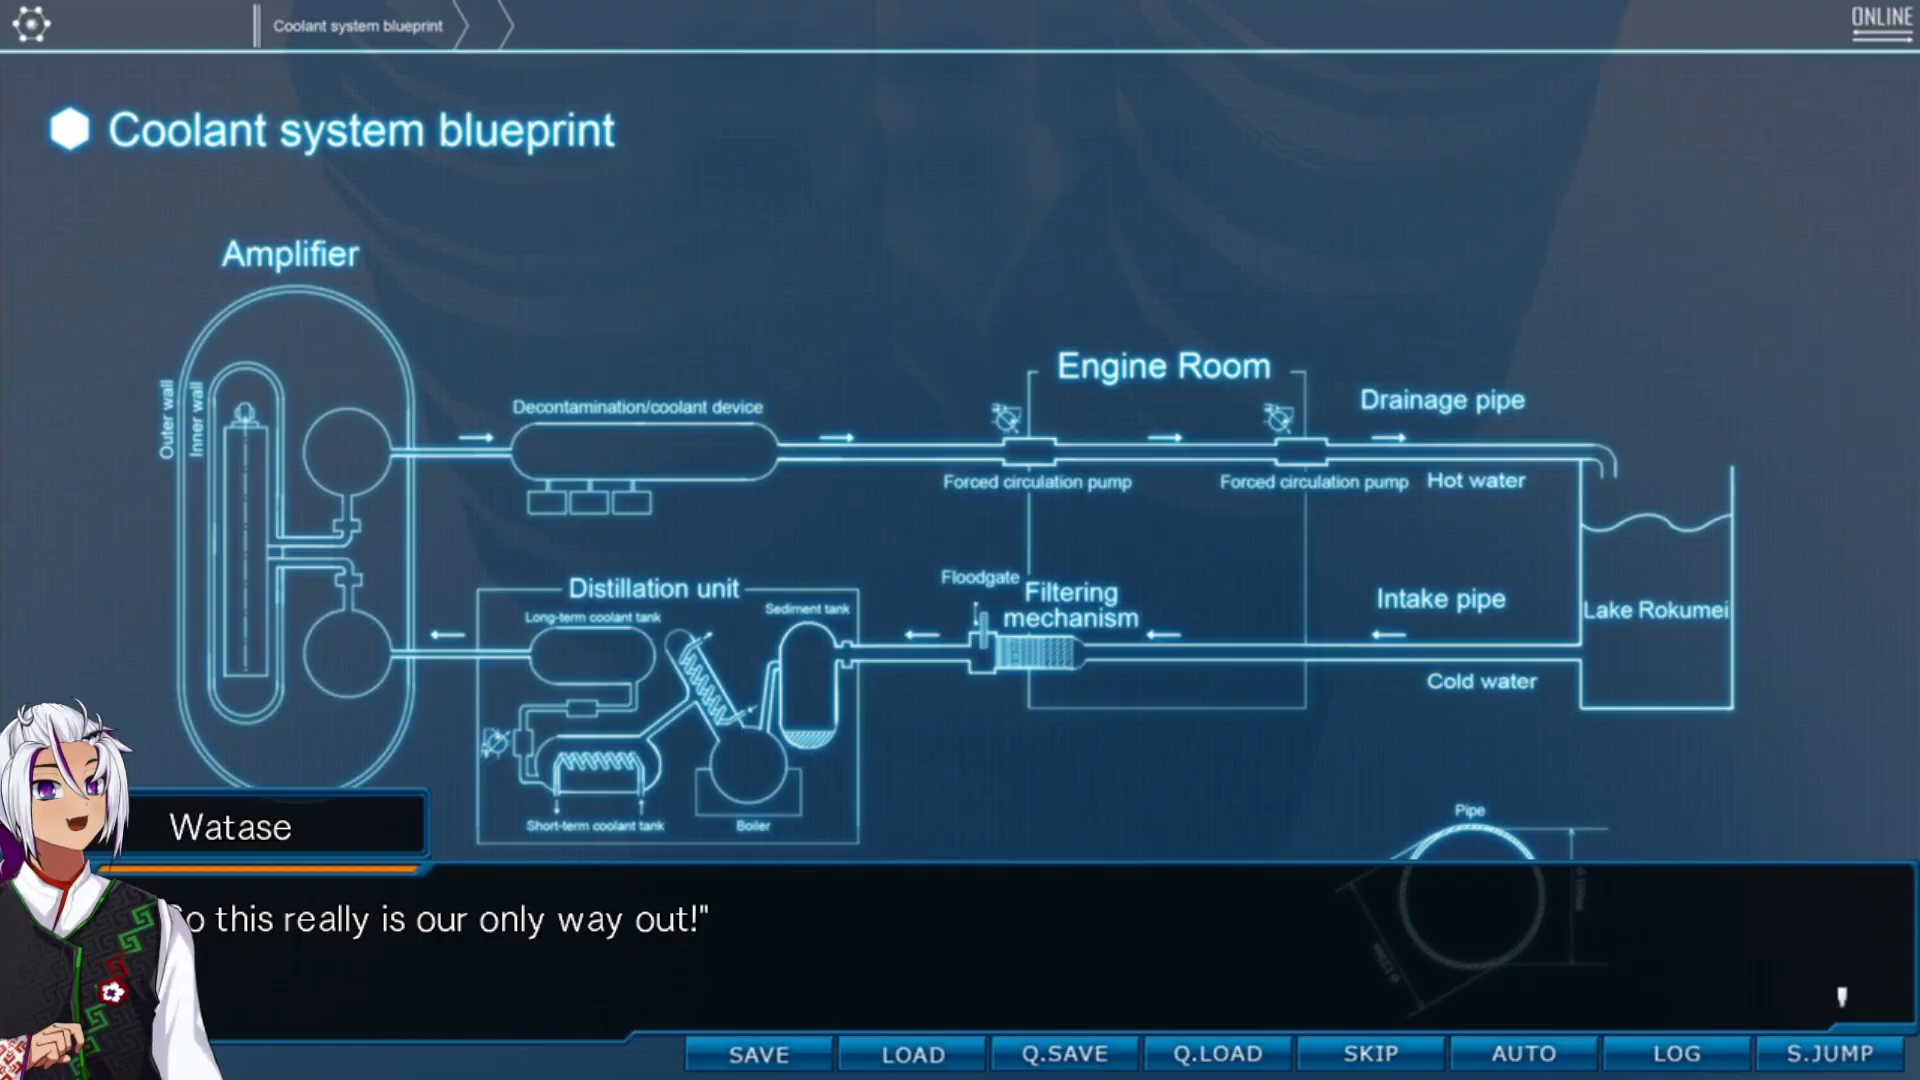 Coolant system blueprint
ONLINE
Coolant system blueprint
Amplifier
Outer wall
Inner wall
Decontamination/coolant device
Engine Room
Drainage pipe
Forced circulation pump
Forced circulation pump
Hot water
Distillation unit
Long-term coolant tank
Sediment tank
Floodgate
Filtering
mechanism
Intake pipe
Lake Rokumei
Cold water
Short-term coolant tank
Boiler
Pipe
Watase
o this really is our only way out!"
SAVE
LOAD
Q.SAVE
Q.LOAD
SKIP
AUTO
LOG
S.JUMP